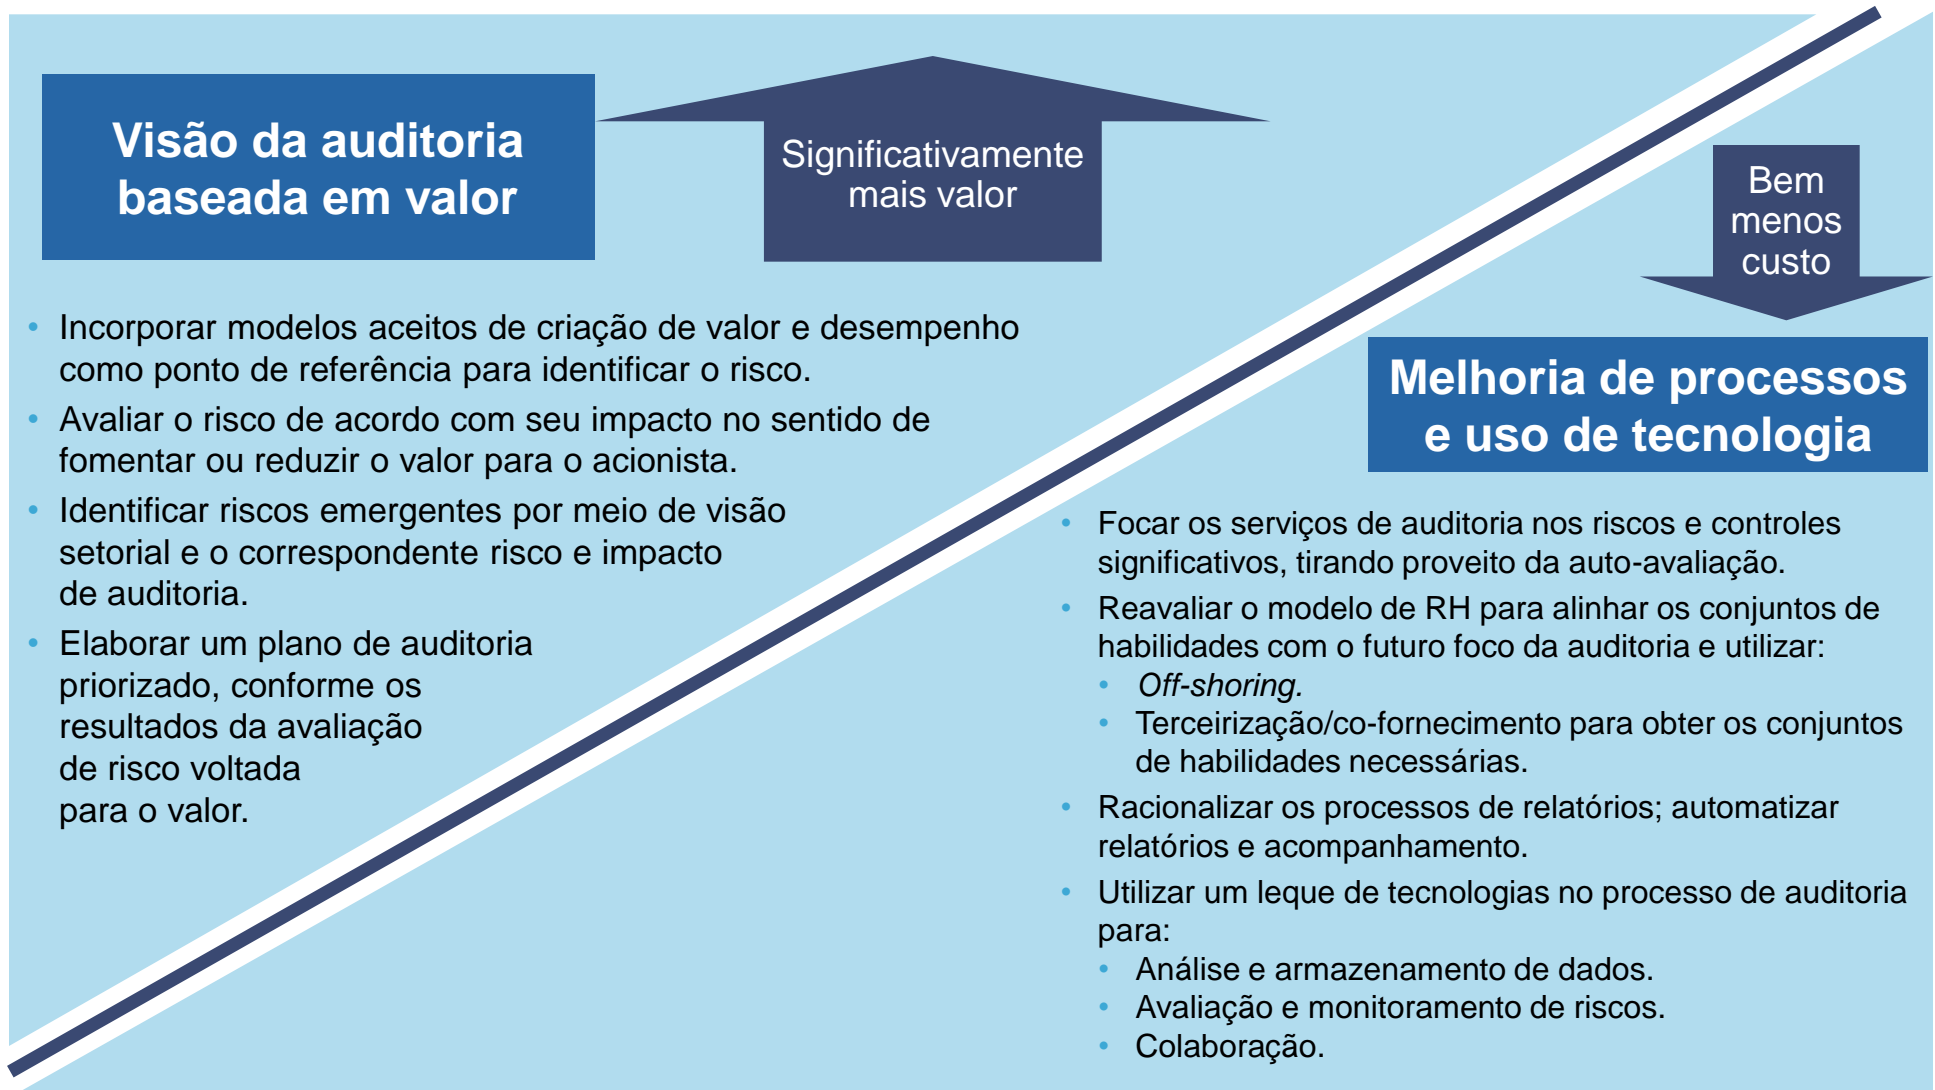 Visão da auditoria
baseada em valor
Significativamente
mais valor
• Incorporar modelos aceitos de criação de valor e desempenho
como ponto de referência para identificar o risco.
• Avaliar o risco de acordo com seu impacto no sentido de
fomentar ou reduzir o valor para o acionista.
• Identificar riscos emergentes por meio de visão
setorial e o correspondente risco e impacto
de auditoria.
• Elaborar um plano de auditoria
priorizado, conforme os
resultados da avaliação
de risco voltada
para o valor.
Bem
menos
custo
Melhoria de processos
e uso de tecnologia
• Focar os serviços de auditoria nos riscos e controles
significativos, tirando proveito da auto-avaliação.
• Reavaliar o modelo de RH para alinhar os conjuntos de
habilidades com o futuro foco da auditoria e utilizar:
• Off-shoring.
• Terceirização/co-fornecimento para obter os conjuntos
de habilidades necessárias.
• Racionalizar os processos de relatórios; automatizar
relatórios e acompanhamento.
• Utilizar um leque de tecnologias no processo de auditoria
para:
• Análise e armazenamento de dados.
• Avaliação e monitoramento de riscos.
• Colaboração.